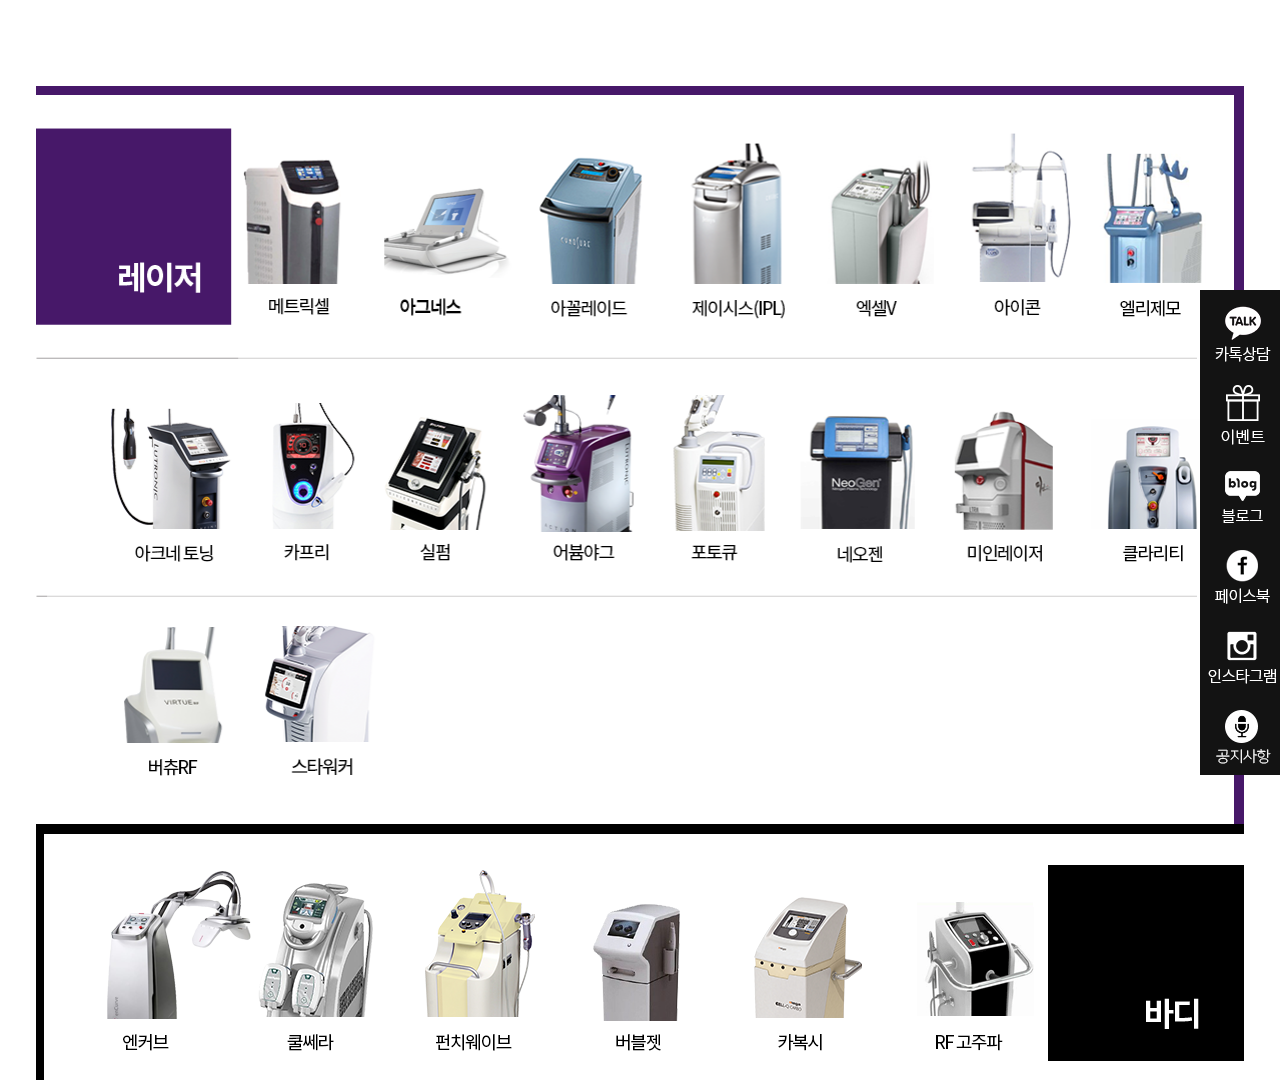 레이저
메트릭셀
아그네스
아꼴레이드
제이시스(IPL)
엑셀V
아이콘
엘리제모
TALK
카톡상담
이벤트
blog
블로그
페이스북
인스타그램
공지사항
LUTRONIC
NeoGen
아크네 토닝
카프리
실펌
어븀야그
포토큐
네오젠
미인레이저
클라리티
VIRTUE RF
버츄RF
스타워커
엔커브
쿨쎄라
펀치웨이브
버블젯
카복시
RF 고주파
바디